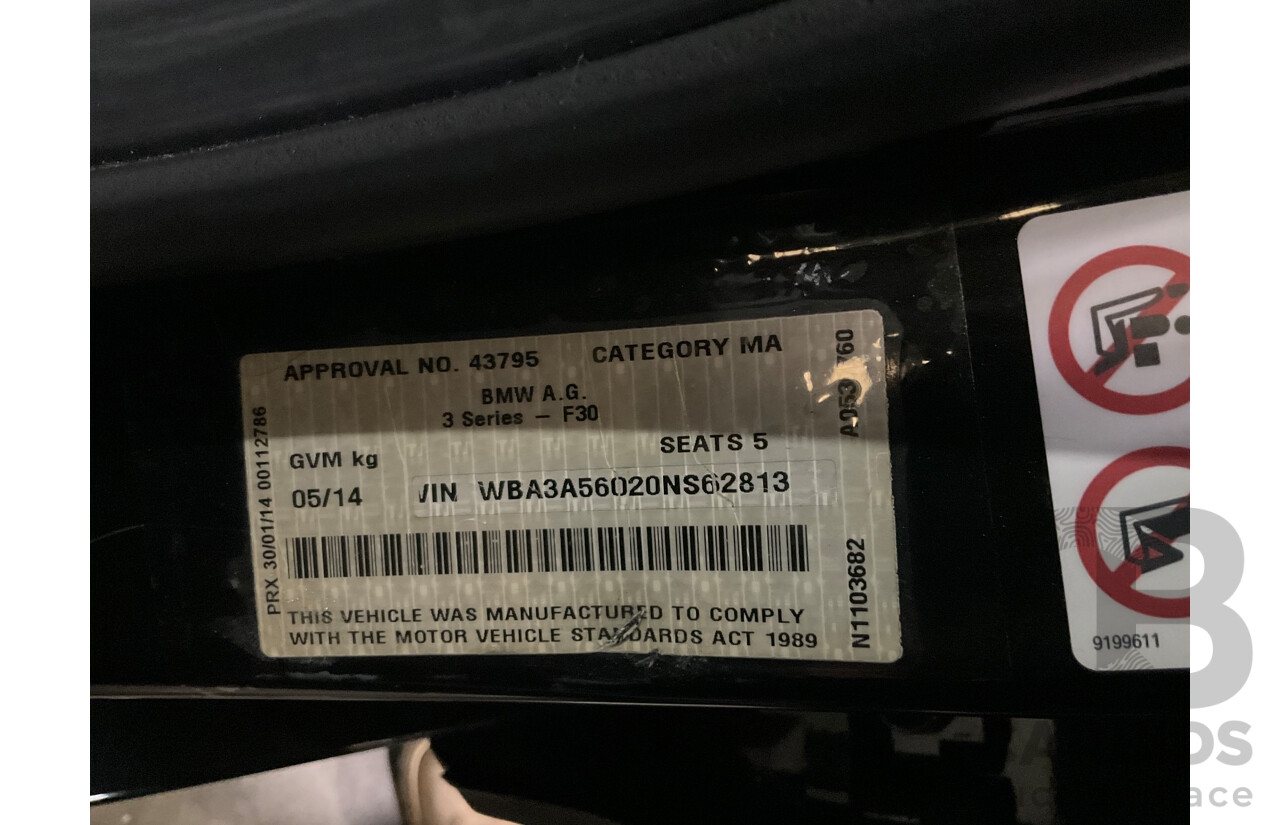 APPROVAL NO. 43795 CATEGORY MA
BMW A.G.
3 Series – F30
SEATS 5
GVM kg
05/14 VIN WBA3A56020NS62813
THIS VEHICLE WAS MANUFACTURED TO COMPLY
WITH THE MOTOR VEHICLE STANDARDS ACT 1989
PRX 30/01/14 00112786
N1103682
9199611